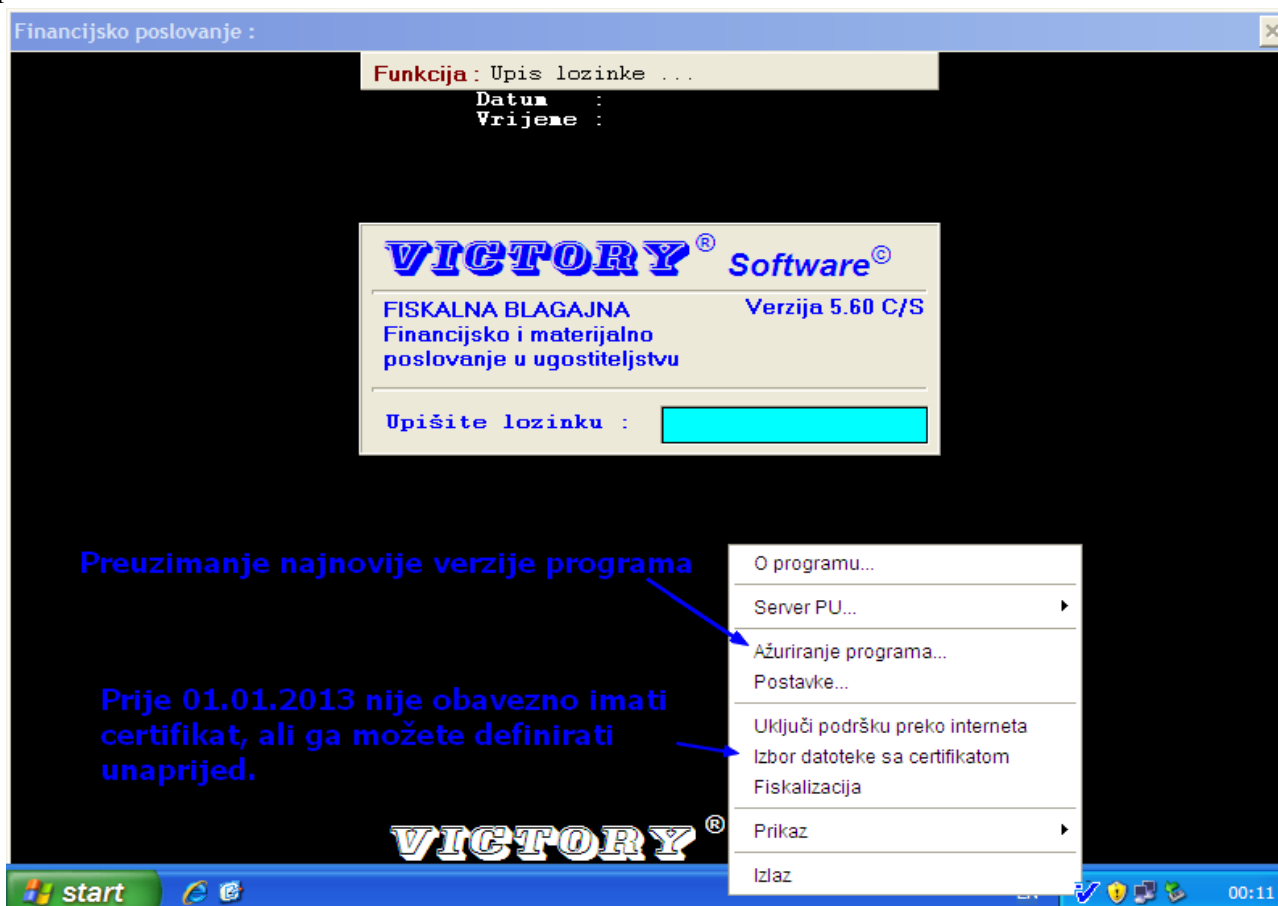 Financijsko poslovanje :
Funkcija : Upis lozinke ...
Datum :
Vrijeme :
VICTORY® Software©
FISKALNA BLAGAJNA
Verzija 5.60 C/S
Financijsko i materijalno
poslovanje u ugostiteljstvu
Upišite lozinku :
Preuzimanje najnovije verzije programa
Prije 01.01.2013 nije obavezno imati
certifikat, ali ga možete definirati
unaprijed.
O programu...
Server PU...
Ažuriranje programa...
Postavke...
Uključi podršku preko interneta
Izbor datoteke sa certifikatom
Fiskalizacija
Prikaz
Izlaz
VICTORY®
start
00:11